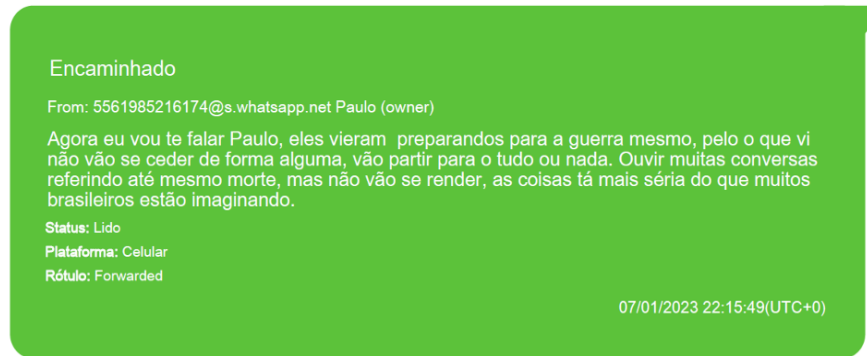 Encaminhado
From: 5561985216174@s.whatsapp.net Paulo (owner)
Agora eu vou te falar Paulo, eles vieram preparandos para a guerra mesmo, pelo o que vi
não vão se ceder de forma alguma, vão partir para o tudo ou nada. Ouvir muitas conversas
referindo até mesmo morte, mas não vão se render, as coisas tá mais séria do que muitos
brasileiros estão imaginando.
Status: Lido
Plataforma: Celular
Rótulo: Forwarded
07/01/2023 22:15:49(UTC+0)